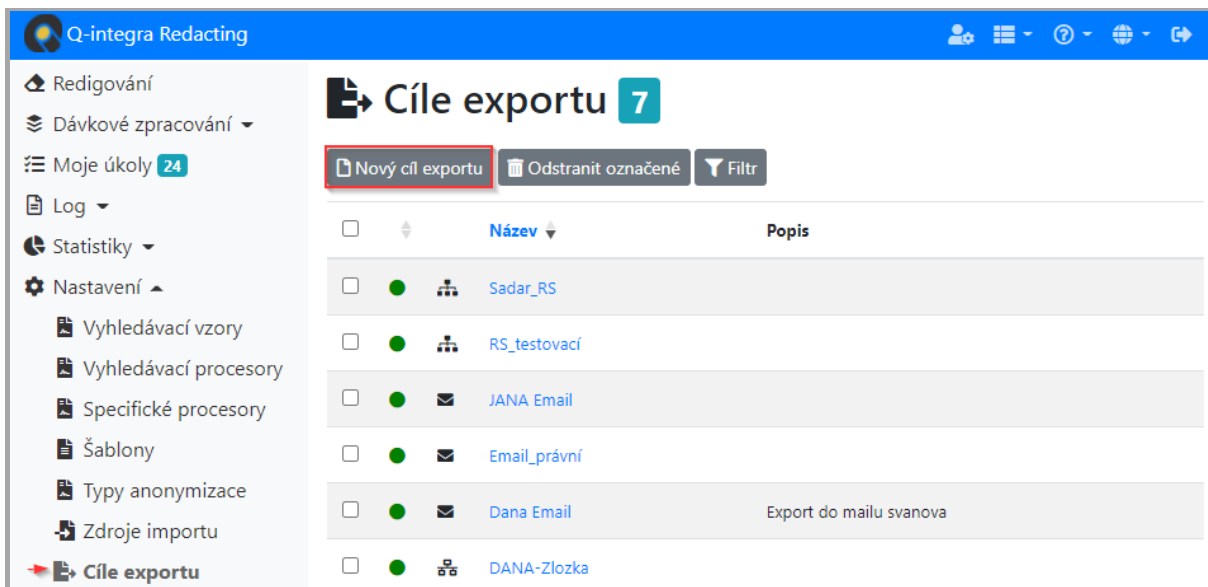 Q-integra Redacting
Redigování
Dávkové zpracování
Moje úkoly 24
Log
Statistiky
Nastavení
Vyhledávací vzory
Vyhledávací procesory
Specifické procesory
Šablony
Typy anonymizace
Zdroje importu
Cíle exportu
Cíle exportu 7
Nový cíl exportu Odstranit označené Filtr
Název Popis
Sadar_RS
RS_testovací
JANA Email
Email_právní
Dana Email Export do mailu svanova
DANA-Zlozka